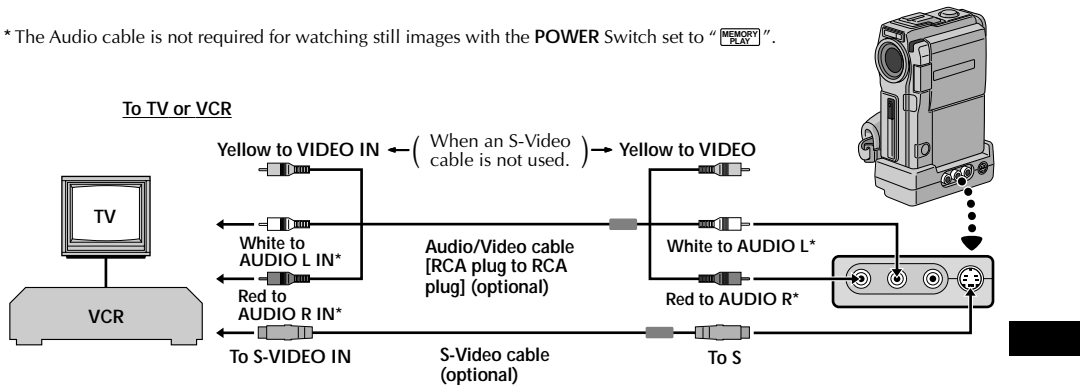 * The Audio cable is not required for watching still images with the POWER Switch set to “ MEMORY PLAY ”.
To TV or VCR
Yellow to VIDEO IN
( When an S-Video
cable is not used. )
Yellow to VIDEO
TV
White to
AUDIO L IN*
Audio/Video cable
[RCA plug to RCA
plug] (optional)
White to AUDIO L*
Red to
AUDIO R IN*
Red to AUDIO R*
VCR
To S-VIDEO IN
S-Video cable
(optional)
To S